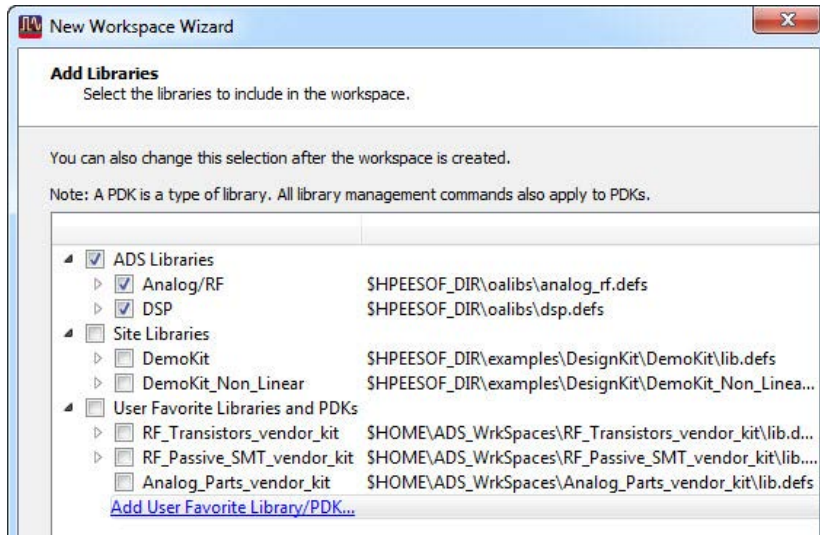 New Workspace Wizard
Add Libraries
Select the libraries to include in the workspace.
You can also change this selection after the workspace is created.
Note: A PDK is a type of library. All library management commands also apply to PDKs.
ADS Libraries
Analog/RF $HPEESOF_DIR\oalibs\analog_rf.defs
DSP $HPEESOF_DIR\oalibs\dsp.defs
Site Libraries
DemoKit $HPEESOF_DIR\examples\DesignKit\DemoKit\lib.defs
DemoKit_Non_Linear $HPEESOF_DIR\examples\DesignKit\DemoKit_Non_Linea...
User Favorite Libraries and PDKs
RF_Transistors_vendor_kit $HOME\ADS_WrkSpaces\RF_Transistors_vendor_kit\lib.d...
RF_Passive_SMT_vendor_kit $HOME\ADS_WrkSpaces\RF_Passive_SMT_vendor_kit\lib....
Analog_Parts_vendor_kit $HOME\ADS_WrkSpaces\Analog_Parts_vendor_kit\lib.defs
Add User Favorite Library/PDK...